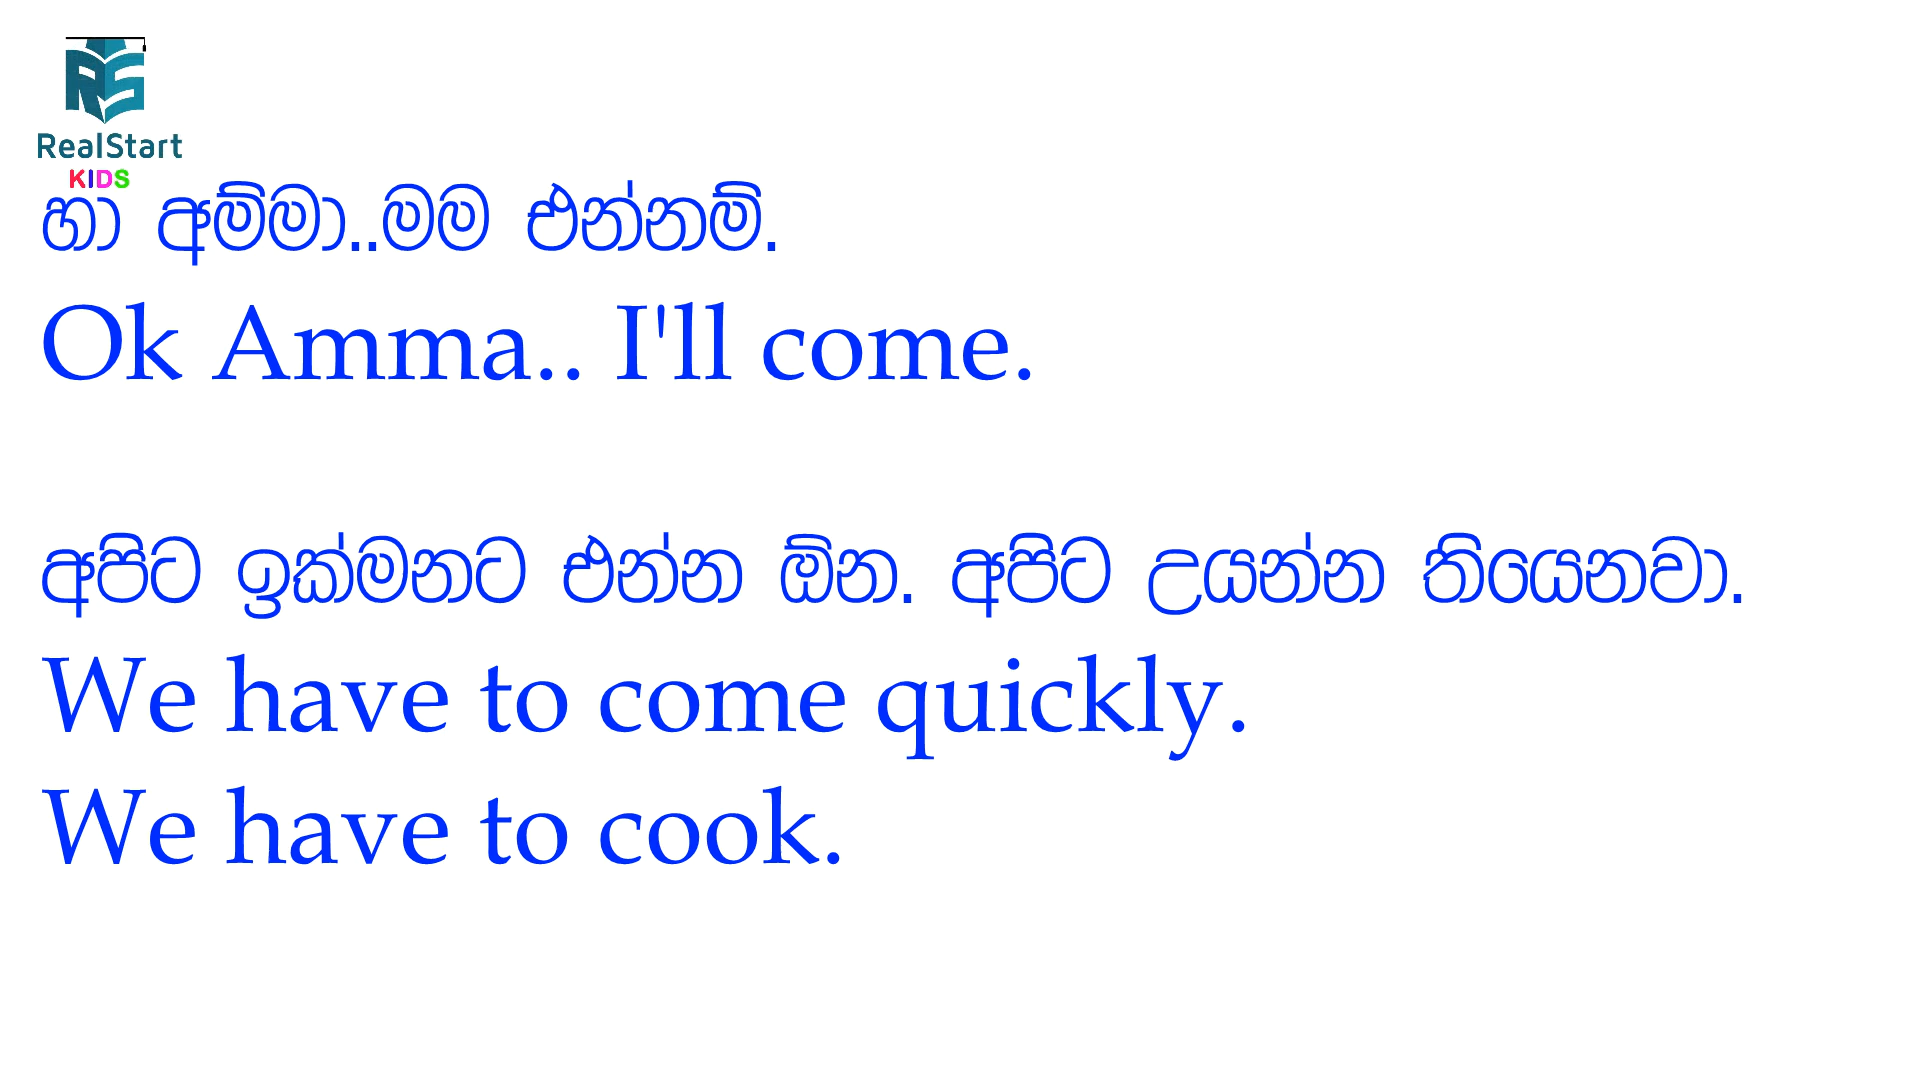 RS
RealStart
KIDS
හා අම්මා..මම එන්නම්.
Ok Amma.. I'll come.
අපිට ඉක්මනට එන්න ඕන. අපිට උයන්න තියෙනවා.
We have to come quickly.
We have to cook.